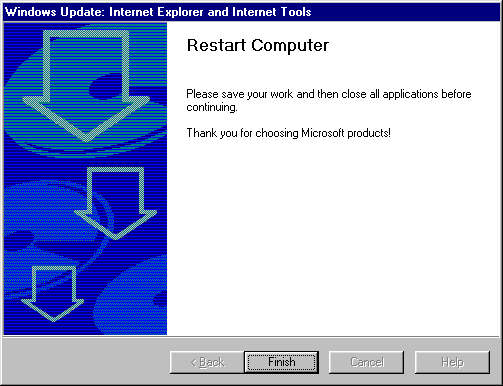 Windows Update: Internet Explorer and Internet Tools
Restart Computer
Please save your work and then close all applications before
continuing.
Thank you for choosing Microsoft products!
< Back Finish Cancel Help